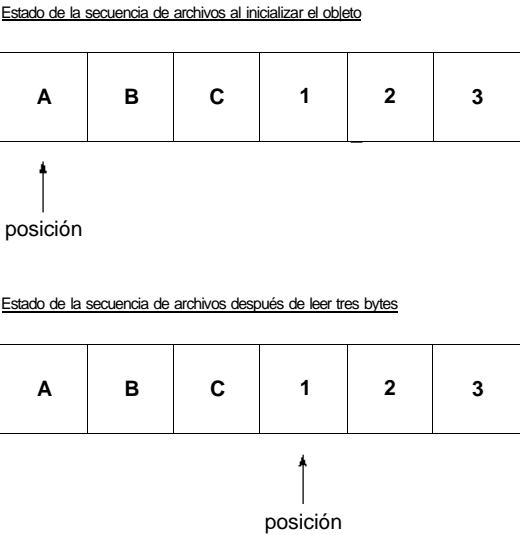 Estado de la secuencia de archivos al inicializar el objeto
A B C 1 2 3
posición
Estado de la secuencia de archivos después de leer tres bytes
A B C 1 2 3
posición